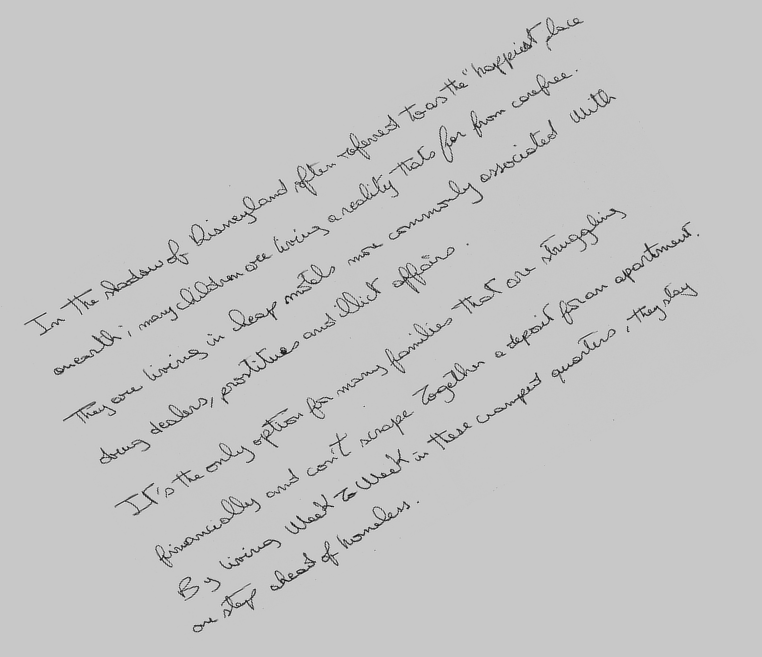 In the shadow of Disneyland, often referred to as the "happiest place
on earth", many children are living a reality thats far from carefree.
They are living in cheap motels more commonly associated with
drug dealers, prostitues and illict affairs.
It's the only option for many families that are struggling
financially and can't scrape together a deposit for an apartment.
By living week to week in these cramped quarters, they stay
one step ahead of homeless.